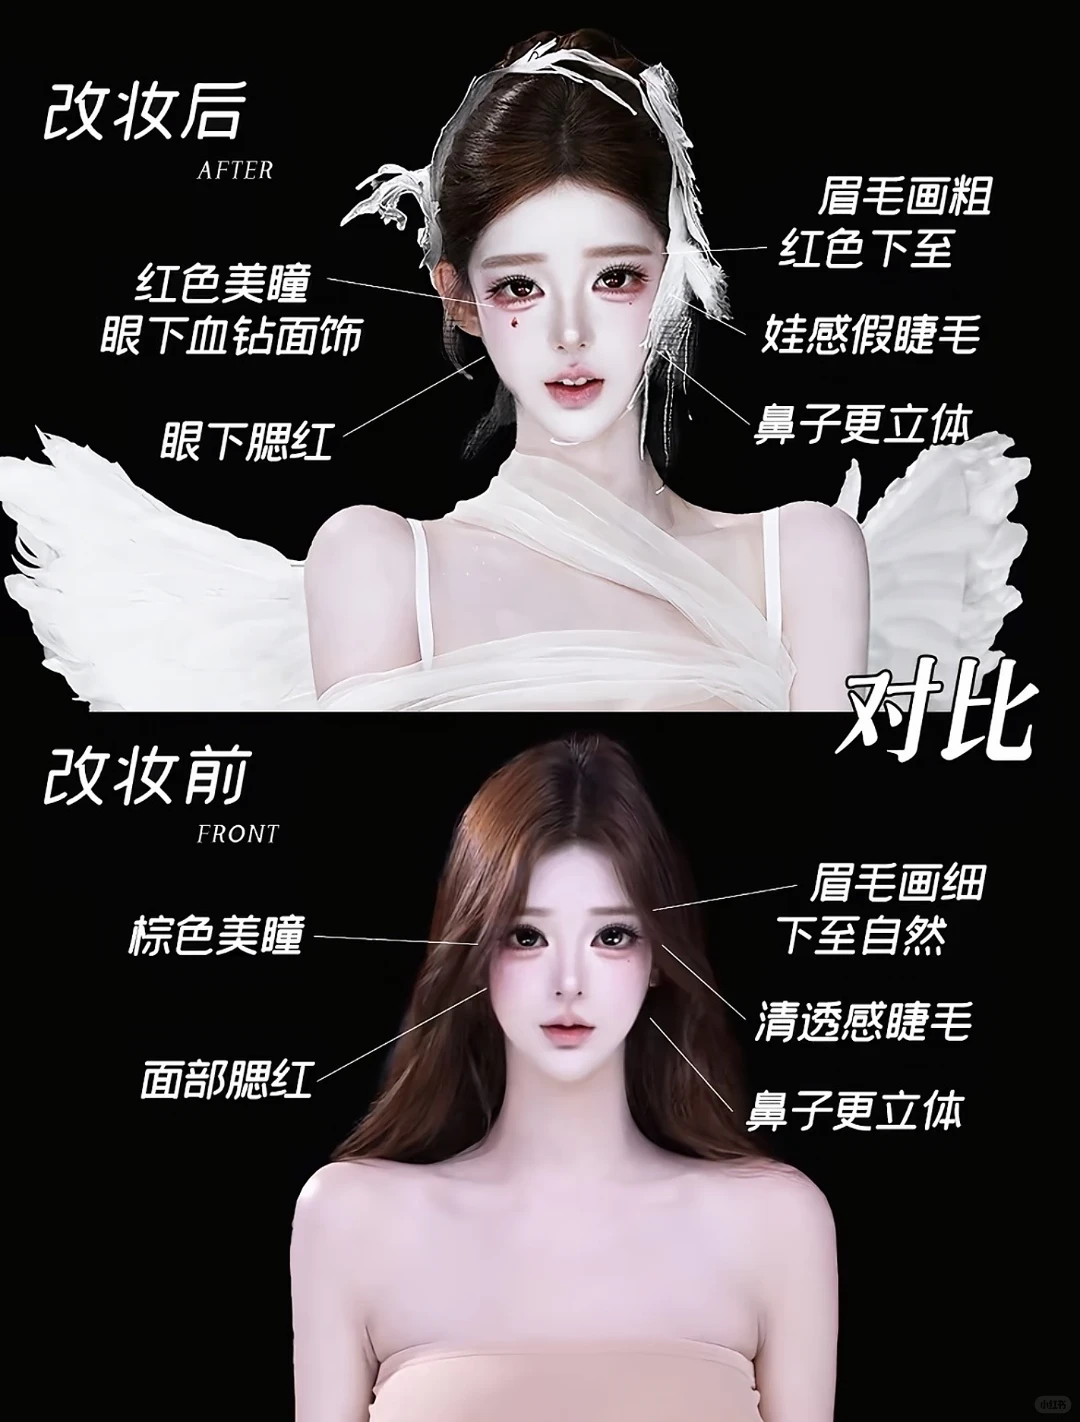 改妆后
AFTER
眉毛画粗
红色下至
红色美瞳
眼下血钻面饰
娃感假睫毛
眼下腮红
鼻子更立体
对比
改妆前
FRONT
眉毛画细
下至自然
棕色美瞳
清透感睫毛
面部腮红
鼻子更立体
小红书